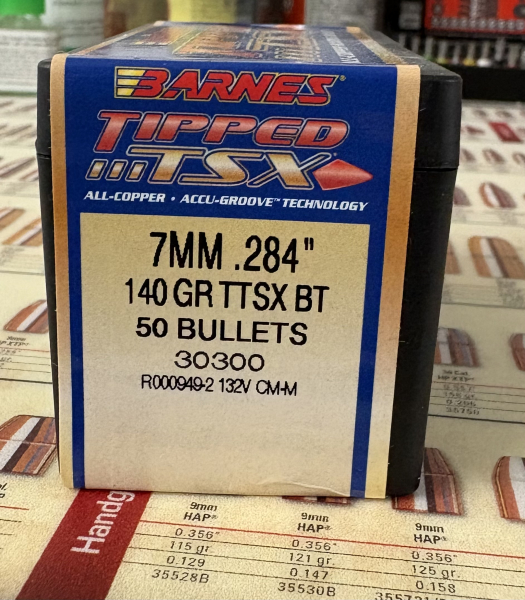 BARNES
TIPPED
TSX
ALL-COPPER • ACCU-GROOVE™ TECHNOLOGY
7MM .284"
140 GR TTSX BT
50 BULLETS
30300
R000949-2 132V CM-M
Handg
9mm
HAP®
0.356"
115 gr.
0.129
35528B
9mm
HAP®
0.356"
121 gr.
0.147
35530B
9mm
HAP®
0.356"
125 gr.
0.158